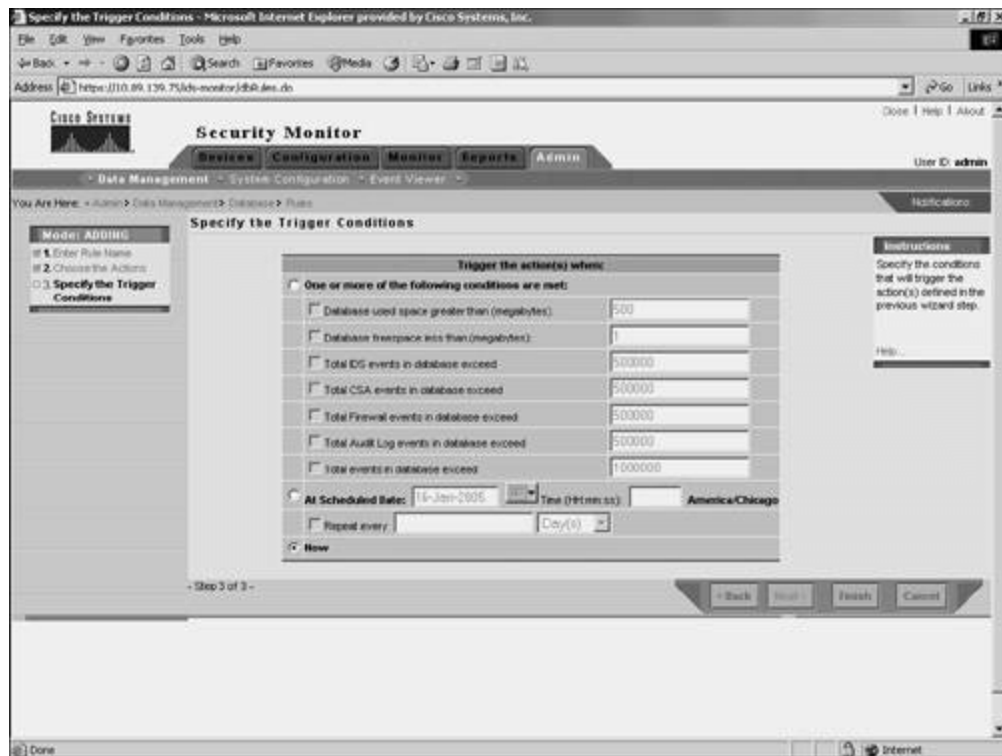 Specify the Trigger Conditions - Microsoft Internet Explorer provided by Cisco Systems, Inc.
File Edit View Favorites Tools Help
Back Search Favorites Media
Address https://10.89.139.75/ids-monitor/dbRules.do Go Links
Cisco Systems
Close | Help | About
Security Monitor
Devices Configuration Monitor Reports Admin
User ID: admin
Data Management System Configuration Event Viewer
You Are Here: Admin > Data Management > Database > Rules
Notifications
Mode: ADDING
1. Enter Rule Name
2. Choose the Actions
3. Specify the Trigger Conditions
Specify the Trigger Conditions
Trigger the action(s) when:
One or more of the following conditions are met:
Database used space greater than (megabytes): 500
Database freespace less than (megabytes): 1
Total IDS events in database exceed 500000
Total CSA events in database exceed 500000
Total Firewall events in database exceed 500000
Total Audit Log events in database exceed 500000
Total events in database exceed 1000000
At Scheduled Date: 16-Jan-2005 Time (HH:mm:ss): America/Chicago
Repeat every Day(s)
Now
Instructions
Specify the conditions
that will trigger the
action(s) defined in the
previous wizard step.
Help...
- Step 3 of 3 -
< Back Next > Finish Cancel
Done Internet